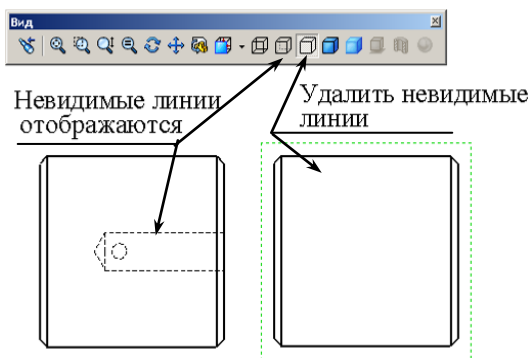 Вид
Невидимые линии
отображаются
Удалить невидимые
линии